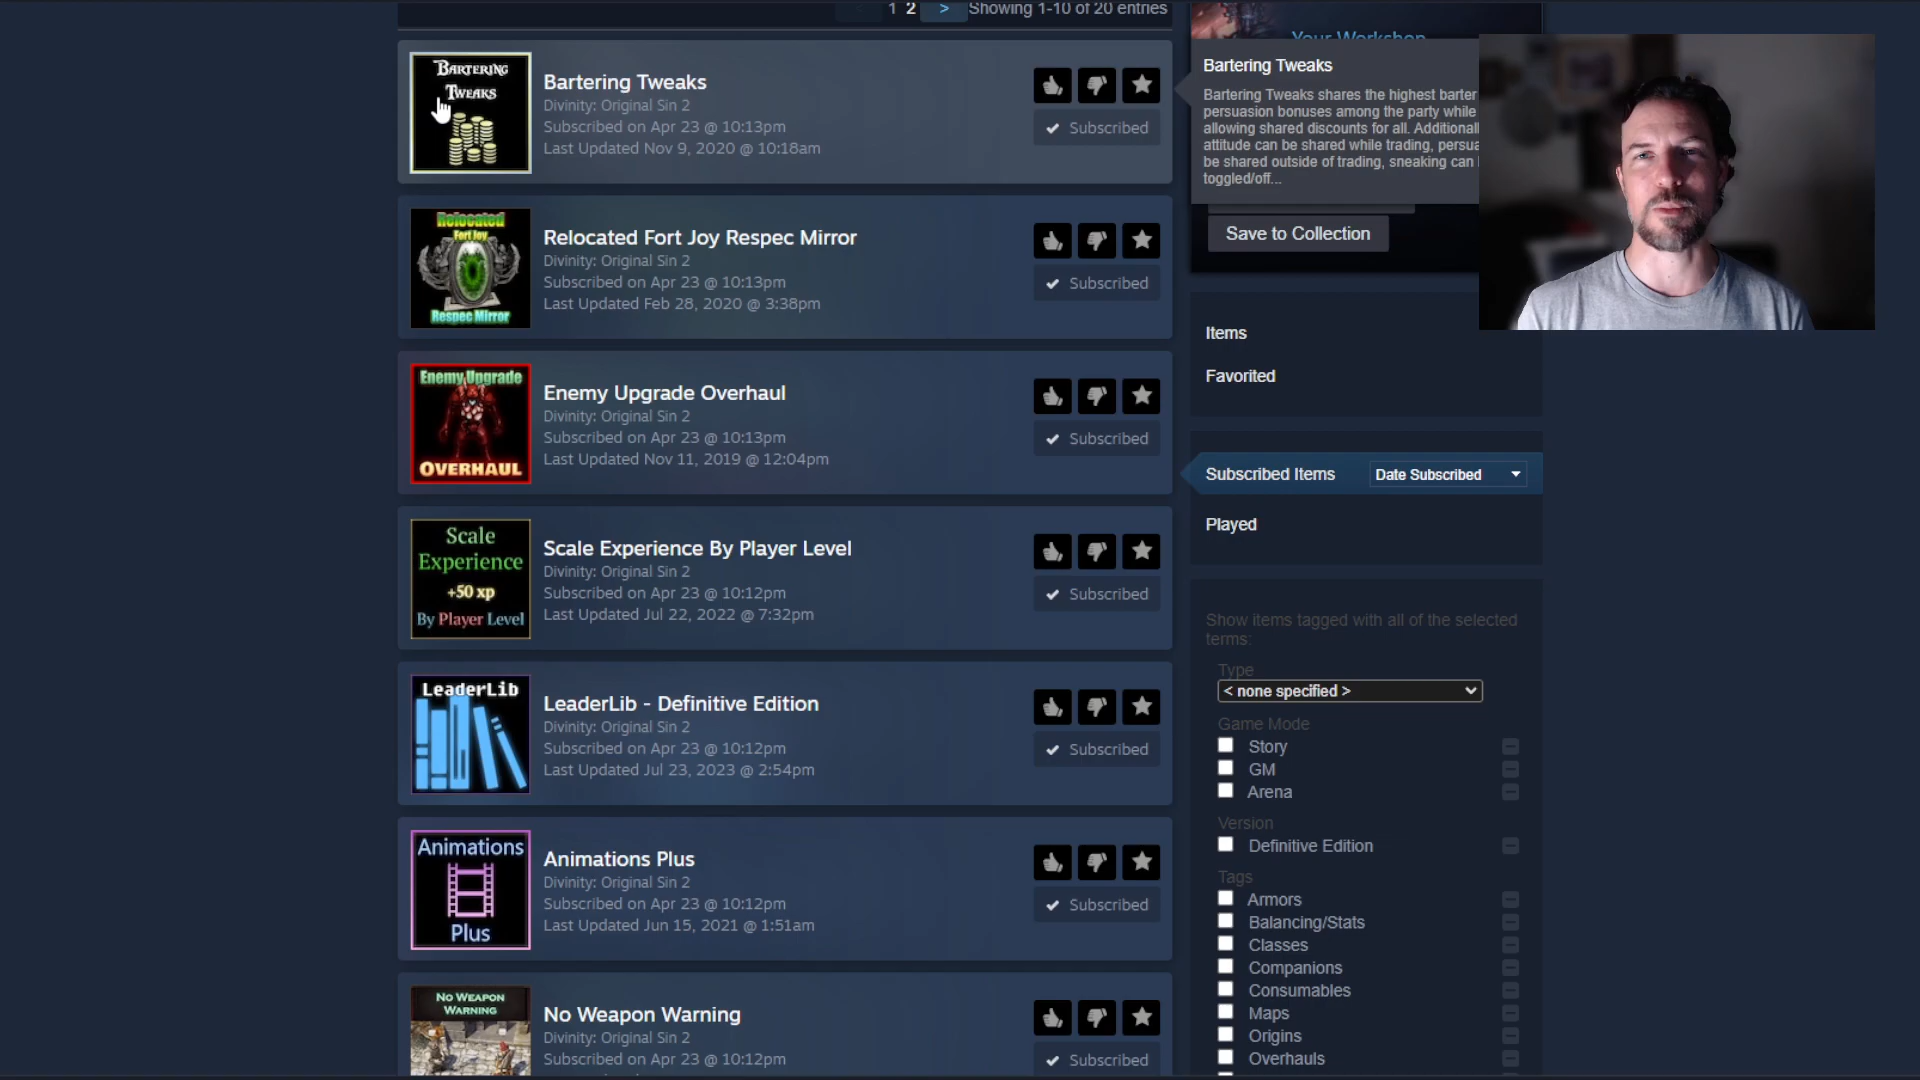 1 2 > Showing 1-10 of 20 entries
BARTERING
TWEAKS
Bartering Tweaks
Divinity: Original Sin 2
Subscribed on Apr 23 @ 10:13pm
Last Updated Nov 9, 2020 @ 10:18am
Subscribed
Relocated
Fort Joy
Respec Mirror
Relocated Fort Joy Respec Mirror
Divinity: Original Sin 2
Subscribed on Apr 23 @ 10:13pm
Last Updated Feb 28, 2020 @ 3:38pm
Subscribed
Enemy Upgrade
OVERHAUL
Enemy Upgrade Overhaul
Divinity: Original Sin 2
Subscribed on Apr 23 @ 10:13pm
Last Updated Nov 11, 2019 @ 12:04pm
Subscribed
Scale
Experience
+50 xp
By Player Level
Scale Experience By Player Level
Divinity: Original Sin 2
Subscribed on Apr 23 @ 10:12pm
Last Updated Jul 22, 2022 @ 7:32pm
Subscribed
LeaderLib
LeaderLib - Definitive Edition
Divinity: Original Sin 2
Subscribed on Apr 23 @ 10:12pm
Last Updated Jul 23, 2023 @ 2:54pm
Subscribed
Animations
Plus
Animations Plus
Divinity: Original Sin 2
Subscribed on Apr 23 @ 10:12pm
Last Updated Jun 15, 2021 @ 1:51am
Subscribed
NO WEAPON
WARNING
No Weapon Warning
Divinity: Original Sin 2
Subscribed on Apr 23 @ 10:12pm
Subscribed
Your Workshop
Bartering Tweaks
Bartering Tweaks shares the highest barter
persuasion bonuses among the party while
allowing shared discounts for all.
attitude can be shared while trading,
be shared outside of trading, sneaking can
toggled/off...
Save to Collection
Items
Favorited
Subscribed Items
Date Subscribed
Played
Show items tagged with all of the selected
terms:
Type
< none specified >
Game Mode
Story
GM
Arena
Version
Definitive Edition
Tags
Armors
Balancing/Stats
Classes
Companions
Consumables
Maps
Origins
Overhauls